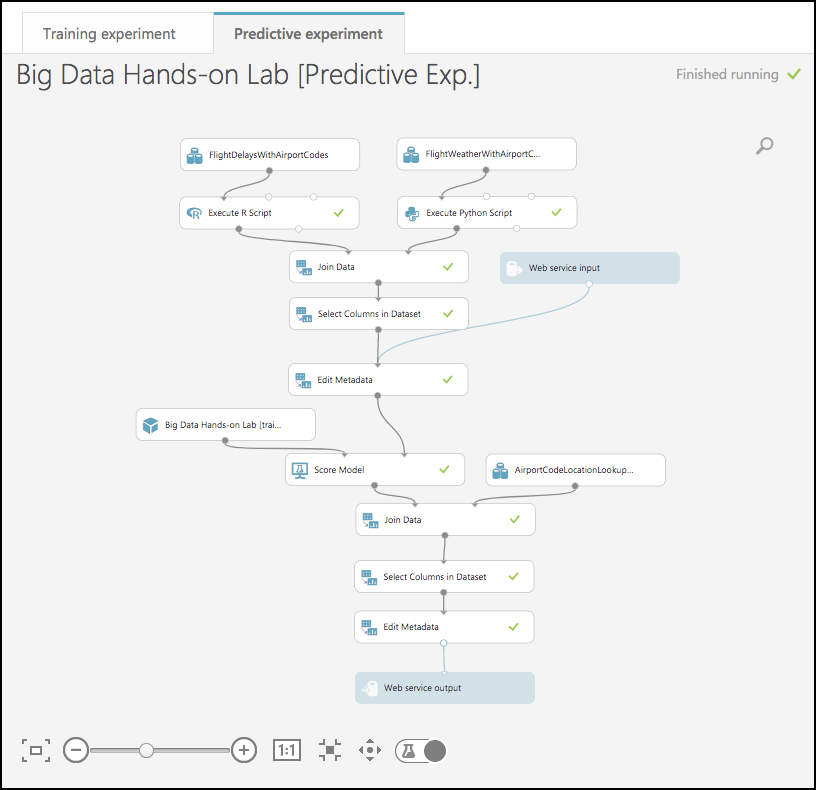 Training experiment
Predictive experiment
Big Data Hands-on Lab [Predictive Exp.]
Finished running
FlightDelaysWithAirportCodes
FlightWeatherWithAirportC...
Execute R Script
Execute Python Script
Join Data
Web service input
Select Columns in Dataset
Edit Metadata
Big Data Hands-on Lab [trai...
Score Model
AirportCodeLocationLookup...
Join Data
Select Columns in Dataset
Edit Metadata
Web service output
1:1